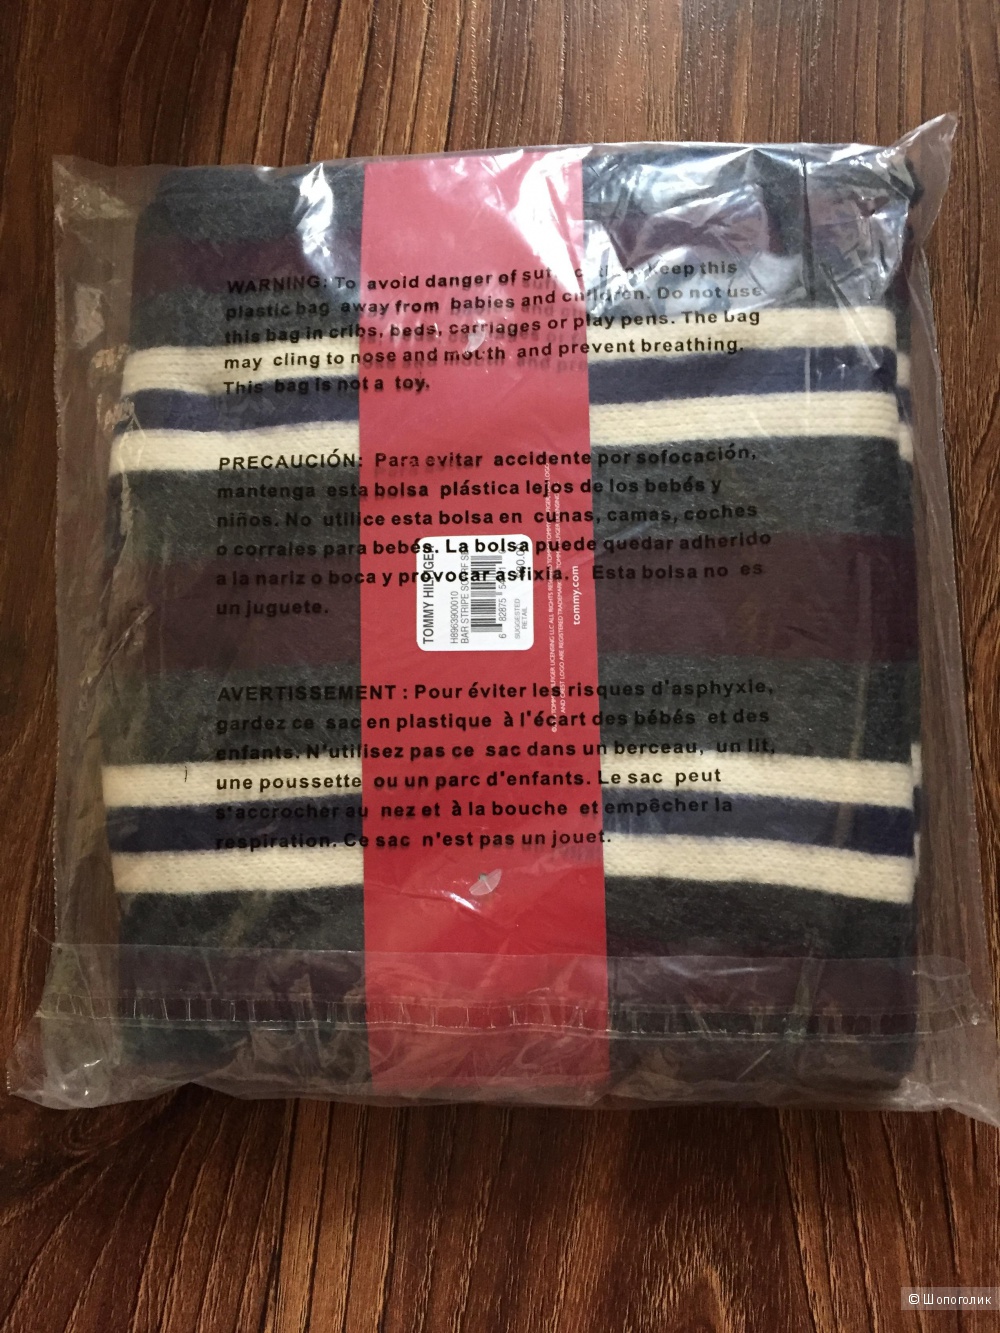 WARNING: To avoid danger of suffocation keep this
plastic bag away from babies and children. Do not use
this bag in cribs, beds, carriages or play pens. The bag
may cling to nose and mouth and prevent breathing.
This bag is not a toy.
PRECAUCIÓN: Para evitar accidente por sofocación,
mantenga esta bolsa plástica lejos de los bebés y
niños. No utilice esta bolsa en cunas, camas, coches
o corrales para bebés. La bolsa puede quedar adherido
a la nariz o boca y provocar asfixia. Esta bolsa no es
un juguete.
TOMMY HILFIGER
H8963900010
BAR STRIPE SCARF
6 82875
SUGGESTED
RETAIL
tommy.com
AVERTISSEMENT : Pour éviter les risques d'asphyxie,
gardez ce sac en plastique à l'écart des bébés et des
enfants. N'utilisez pas ce sac dans un berceau, un lit,
une poussette ou un parc d'enfants. Le sac peut
s'accrocher au nez et à la bouche et empêcher la
respiration. Ce sac n'est pas un jouet.
© Шопоголик